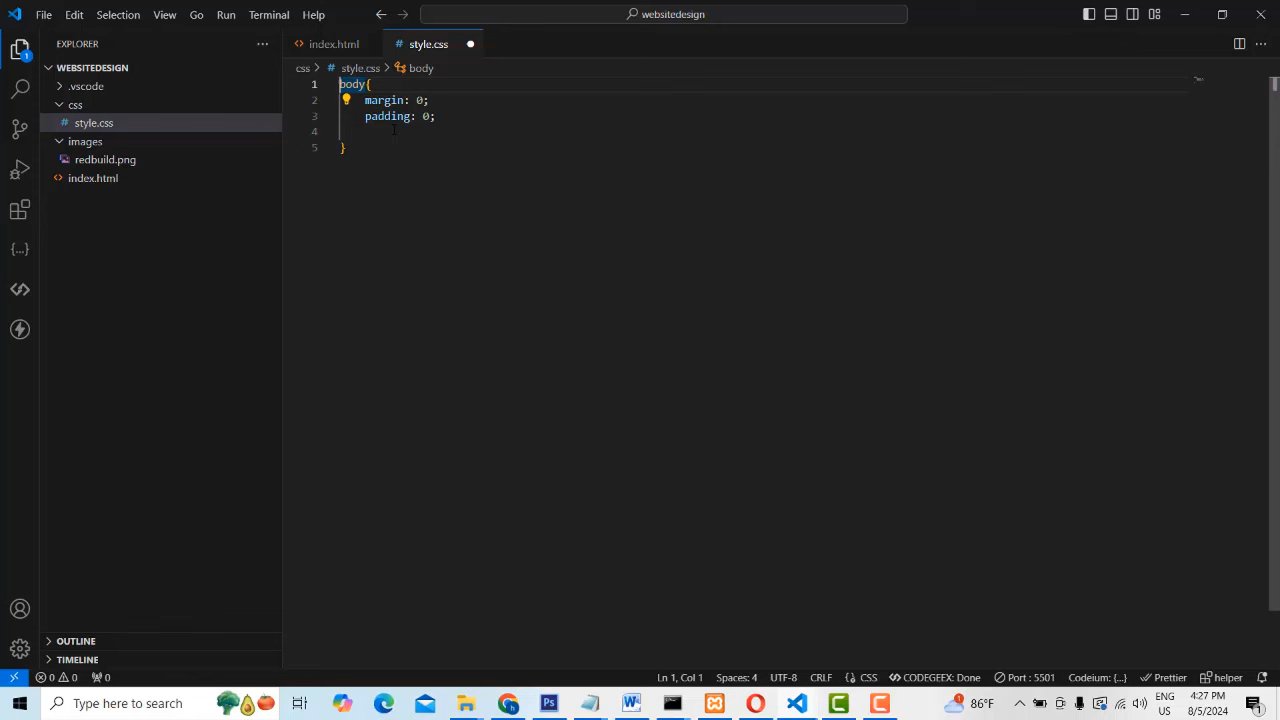 File Edit Selection View Go Run Terminal Help
websitedesign
EXPLORER
WEBSITEDESIGN
.vscode
css
style.css
images
redbuild.png
index.html
OUTLINE
TIMELINE
index.html style.css
css > style.css > body
1 body{
2 margin: 0;
3 padding: 0;
4
5 }
0 0 0 Ln 1, Col 1 Spaces: 4 UTF-8 CRLF CSS CODEGEEX: Done Port : 5501 Codeium: {...} Prettier helper
Type here to search 86°F ENG US 4:27 PM 8/5/2024